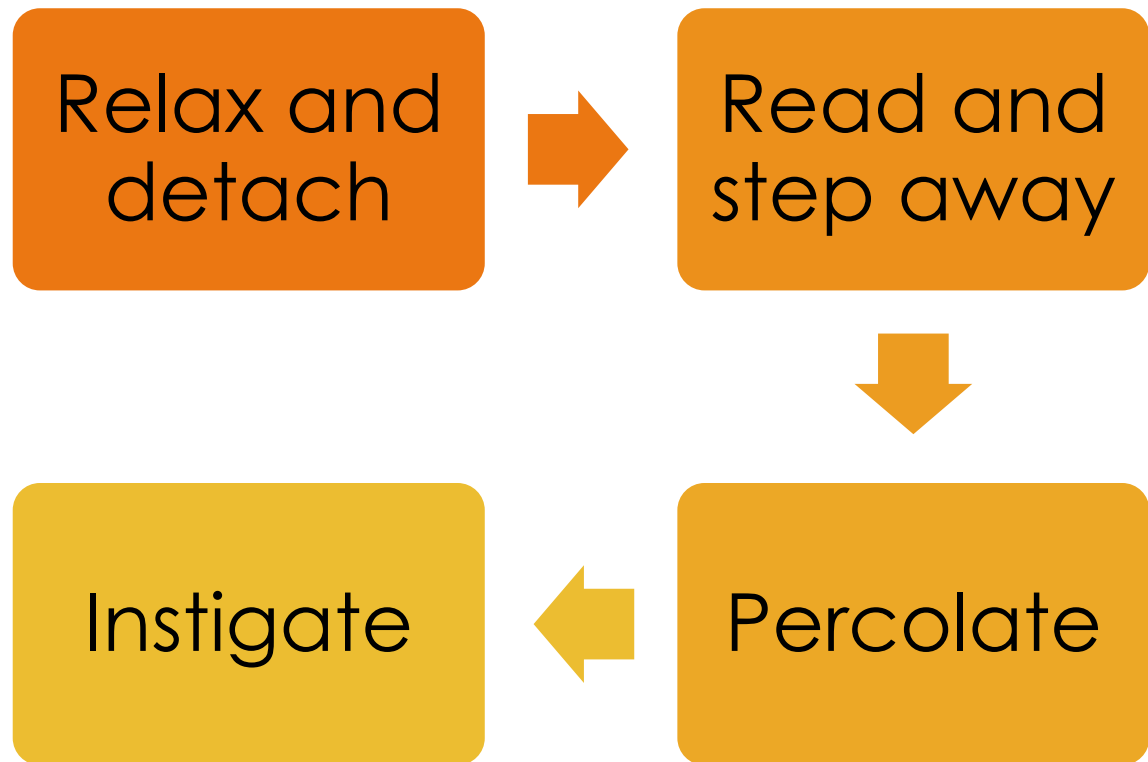 Relax and
detach
Read and
step away
Percolate
Instigate